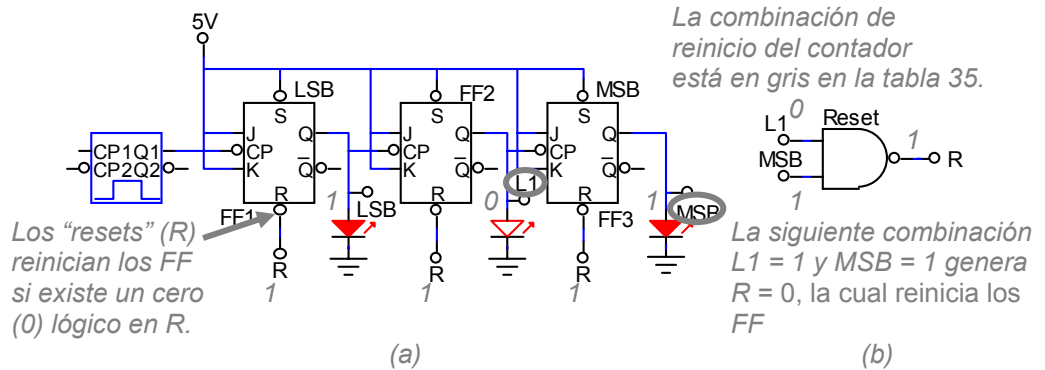 La combinación de
reinicio del contador
está en gris en la tabla 35.
5V
LSB
FF2
MSB
S
S
S
J
Q
J
Q
J
Q
CP
CP
CP
K
Q
K
Q
K
Q
R
R
R
CP1Q1
CP2Q2
FF1
FF3
1
LSB
0
L1
1
MSB
R
R
R
1
1
1
Los “resets” (R)
reinician los FF
si existe un cero
(0) lógico en R.
(a)
0
L1
Reset
1
R
MSB
1
La siguiente combinación
L1 = 1 y MSB = 1 genera
R = 0, la cual reinicia los
FF
(b)